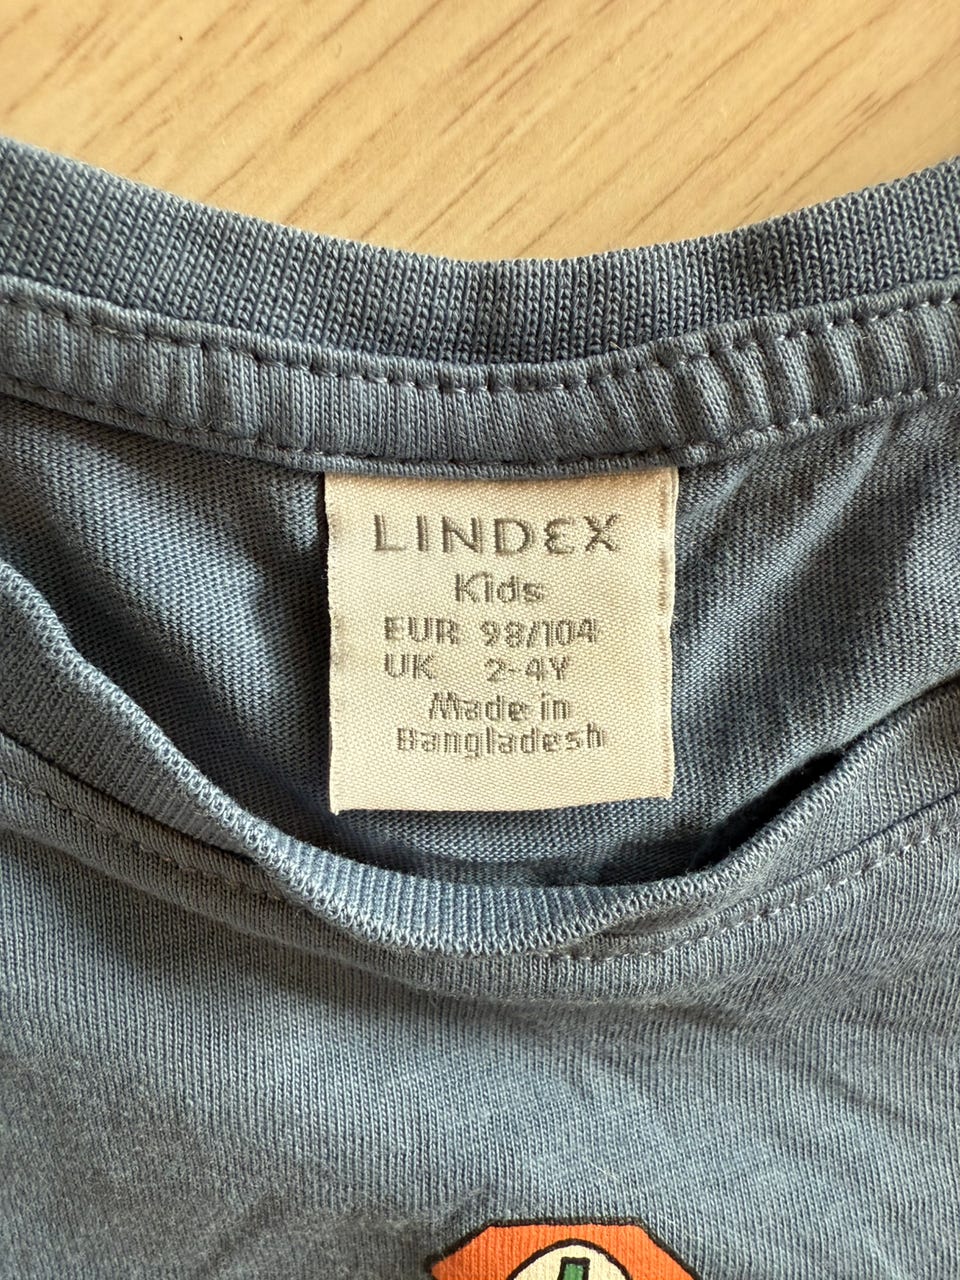 LINDEX
Kids
EUR 98/104
UK 2-4Y
Made in
Bangladesh